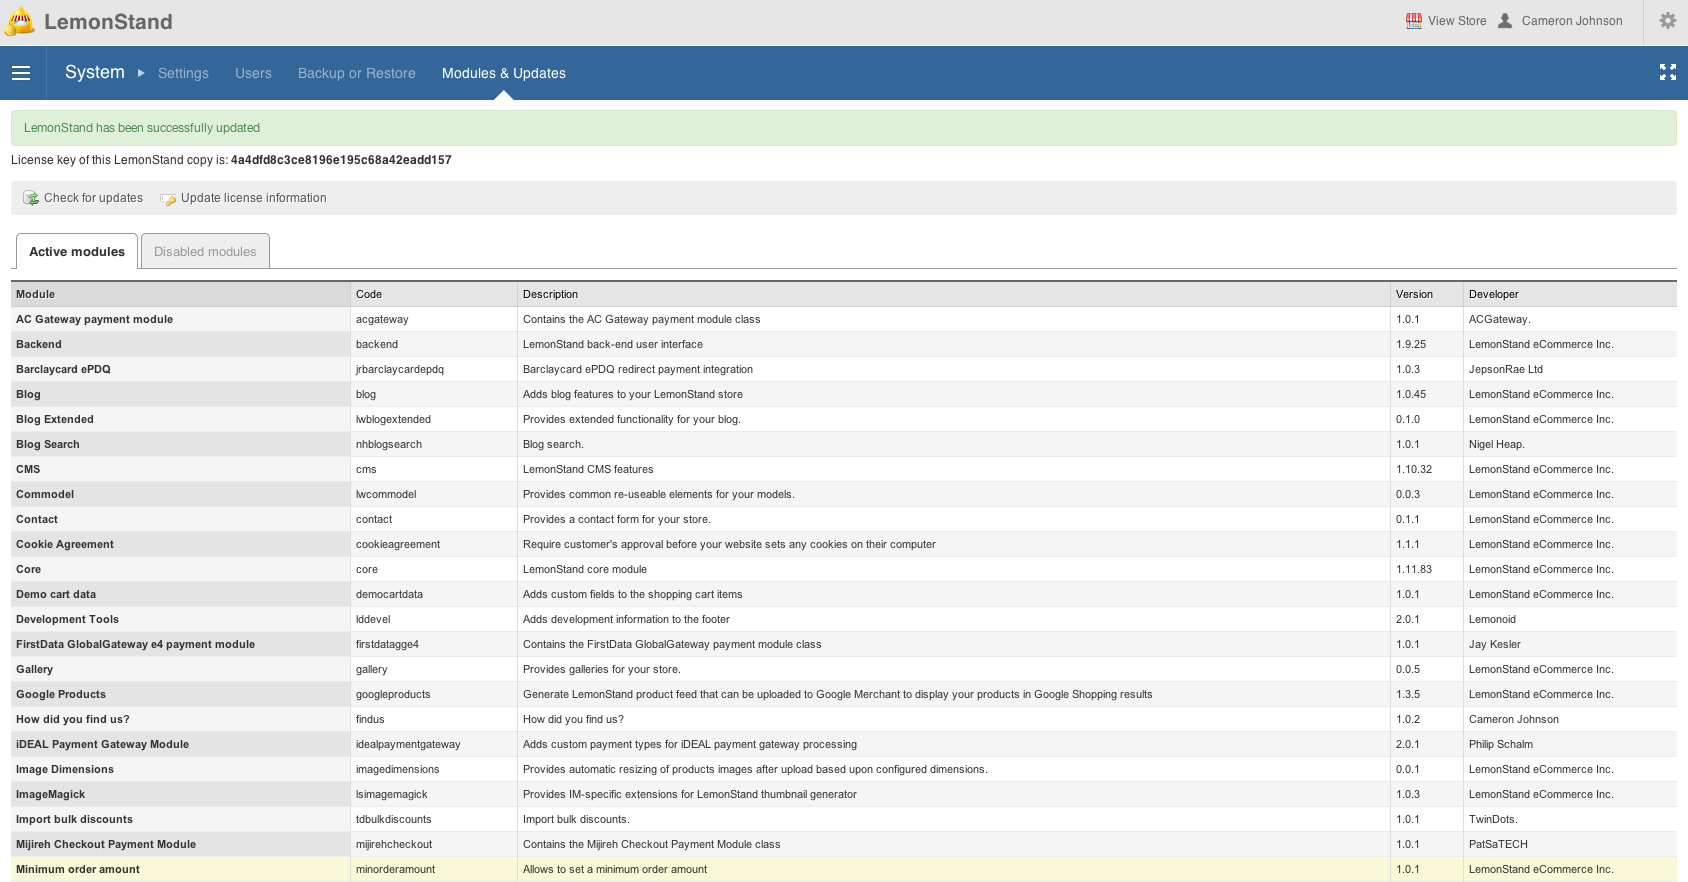 LemonStand
View Store Cameron Johnson
System Settings Users Backup or Restore Modules & Updates
LemonStand has been successfully updated
License key of this LemonStand copy is: 4a4dfd8c3ce8196e195c68a42eadd157
Check for updates Update license information
Active modules Disabled modules
Module Code Description Version Developer
AC Gateway payment module acgateway Contains the AC Gateway payment module class 1.0.1 ACGateway.
Backend backend LemonStand back-end user interface 1.9.25 LemonStand eCommerce Inc.
Barclaycard ePDQ jrbarclaycardepdq Barclaycard ePDQ redirect payment integration 1.0.3 JepsonRae Ltd
Blog blog Adds blog features to your LemonStand store 1.0.45 LemonStand eCommerce Inc.
Blog Extended lwblogextended Provides extended functionality for your blog. 0.1.0 LemonStand eCommerce Inc.
Blog Search nhblogsearch Blog search. 1.0.1 Nigel Heap.
CMS cms LemonStand CMS features 1.10.32 LemonStand eCommerce Inc.
Commodel lwcommodel Provides common re-useable elements for your models. 0.0.3 LemonStand eCommerce Inc.
Contact contact Provides a contact form for your store. 0.1.1 LemonStand eCommerce Inc.
Cookie Agreement cookieagreement Require customer's approval before your website sets any cookies on their computer 1.1.1 LemonStand eCommerce Inc.
Core core LemonStand core module 1.11.83 LemonStand eCommerce Inc.
Demo cart data democartdata Adds custom fields to the shopping cart items 1.0.1 LemonStand eCommerce Inc.
Development Tools lddevel Adds development information to the footer 2.0.1 Lemonoid
FirstData GlobalGateway e4 payment module firstdatagge4 Contains the FirstData GlobalGateway payment module class 1.0.1 Jay Kesler
Gallery gallery Provides galleries for your store. 0.0.5 LemonStand eCommerce Inc.
Google Products googleproducts Generate LemonStand product feed that can be uploaded to Google Merchant to display your products in Google Shopping results 1.3.5 LemonStand eCommerce Inc.
How did you find us? findus How did you find us? 1.0.2 Cameron Johnson
iDEAL Payment Gateway Module idealpaymentgateway Adds custom payment types for iDEAL payment gateway processing 2.0.1 Philip Schalm
Image Dimensions imagedimensions Provides automatic resizing of products images after upload based upon configured dimensions. 0.0.1 LemonStand eCommerce Inc.
ImageMagick lsimagemagick Provides IM-specific extensions for LemonStand thumbnail generator 1.0.3 LemonStand eCommerce Inc.
Import bulk discounts tdbulkdiscounts Import bulk discounts. 1.0.1 TwinDots.
Mijireh Checkout Payment Module mijirehcheckout Contains the Mijireh Checkout Payment Module class 1.0.1 PatSaTECH
Minimum order amount minorderamount Allows to set a minimum order amount 1.0.1 LemonStand eCommerce Inc.